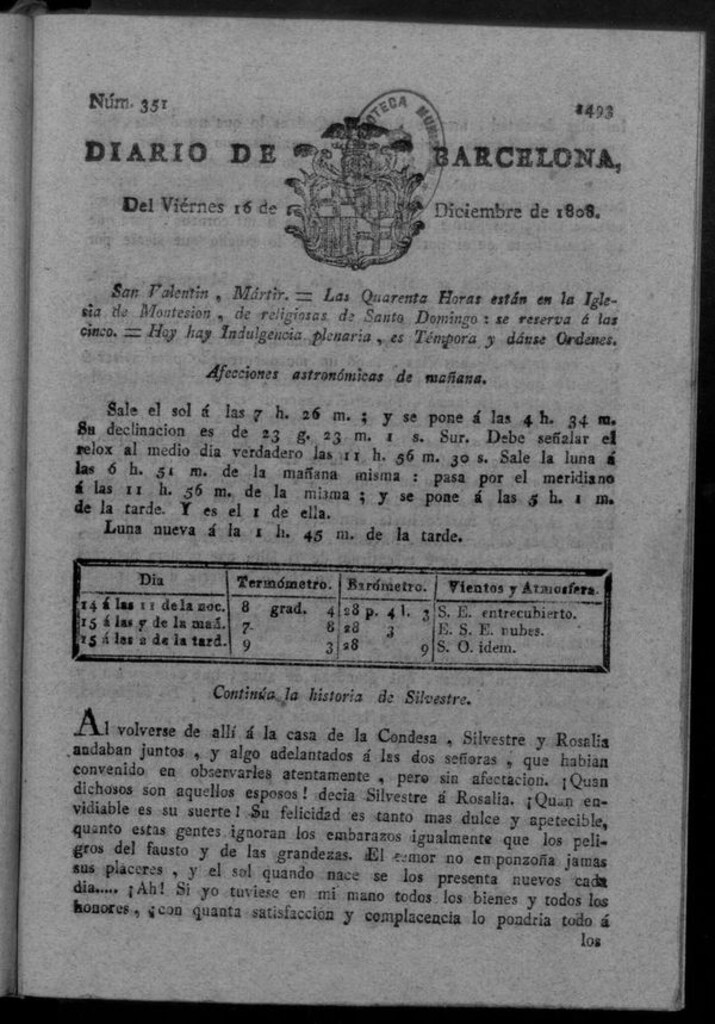 Núm. 351
1493
DIARIO DE BARCELONA,
Del Viérnes 16 de Diciembre de 1808.
San Valentin, Mártir. = Las Quarenta Horas están en la Igle-
sia de Montesion, de religiosas de Santo Domingo: se reserva á las
cinco. = Hoy hay Indulgencia plenaria, es Témpora y dánse Ordenes.
Afecciones astronómicas de mañana.
Sale el sol á las 7 h. 26 m.; y se pone á las 4 h. 34 m.
Su declinacion es de 23 g. 23 m. 1 s. Sur. Debe señalar el
relox al medio dia verdadero las 11 h. 56 m. 30 s. Sale la luna á
las 6 h. 51 m. de la mañana misma: pasa por el meridiano
á las 11 h. 56 m. de la misma; y se pone á las 5 h. 1 m.
de la tarde. Y es el 1 de ella.
Luna nueva á la 1 h. 45 m. de la tarde.
Dia Termómetro. Barómetro. Vientos y Atmosfera.
14 á las 11 de la noc. 8 grad. 4 28 p. 4 l. 3 S. E. entrecubierto.
15 á las 7 de la mañ. 7 8 28 3 E. S. E. nubes.
15 á las 2 de la tard. 9 3 28 9 S. O. idem.
Continúa la historia de Silvestre.
Al volverse de allí á la casa de la Condesa, Silvestre y Rosalia
andaban juntos, y algo adelantados á las dos señoras, que habian
convenido en observarles atentamente, pero sin afectacion. ¡Quan
dichosos son aquellos esposos! decia Silvestre á Rosalia. ¡Quan en-
vidiable es su suerte! Su felicidad es tanto mas dulce y apetecible,
quanto estas gentes ignoran los embarazos igualmente que los peli-
gros del fausto y de las grandezas. El temor no emponzoña jamas
sus placeres, y el sol quando nace se los presenta nuevos cada
dia..... ¡Ah! Si yo tuviese en mi mano todos los bienes y todos los
honores, ¡con quanta satisfaccion y complacencia lo pondria todo á
los